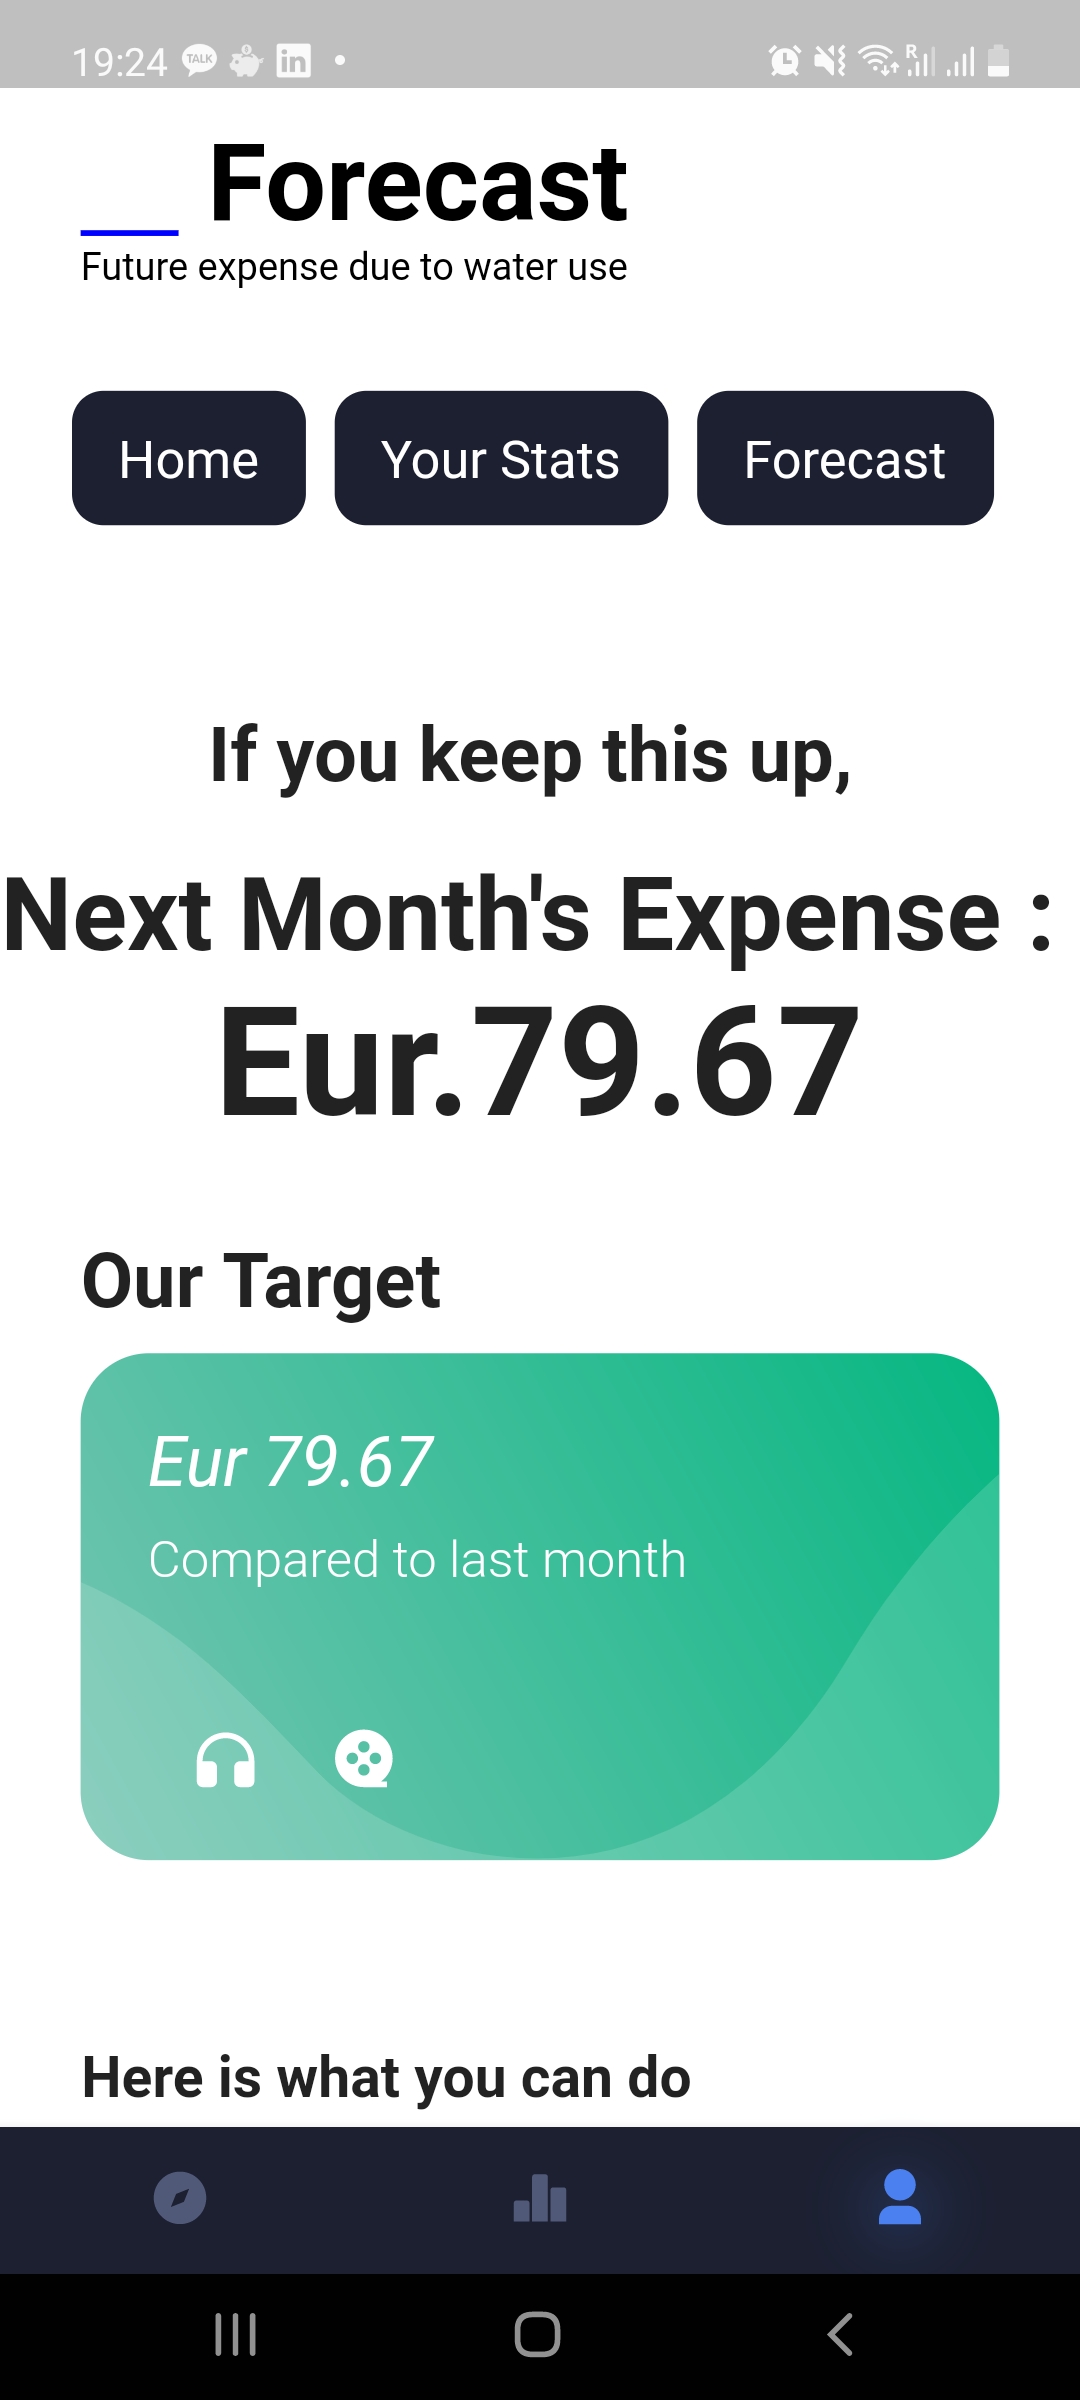 19:24 TALK in R
Forecast
Future expense due to water use
Home Your Stats Forecast
If you keep this up,
Next Month's Expense :
Eur.79.67
Our Target
Eur 79.67
Compared to last month
Here is what you can do